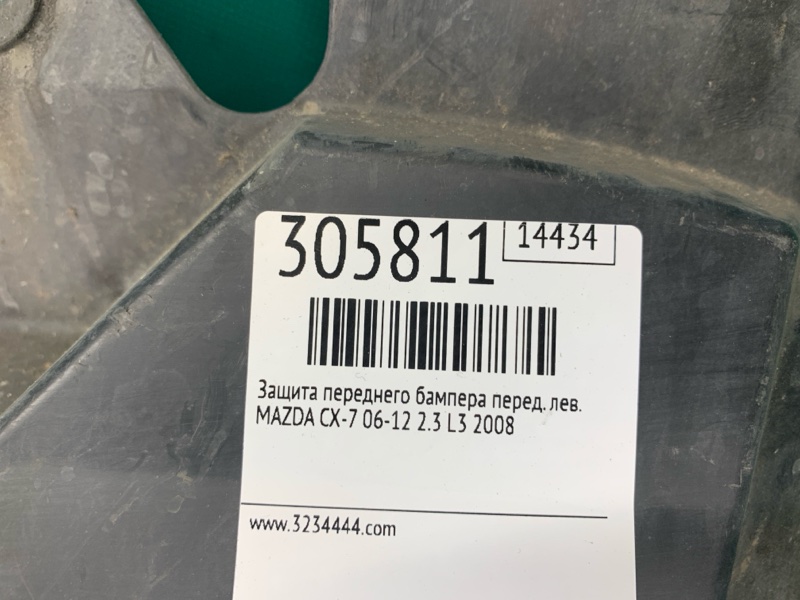 305811
14434
Защита переднего бампера перед. лев.
MAZDA CX-7 06-12 2.3 L3 2008
www.3234444.com